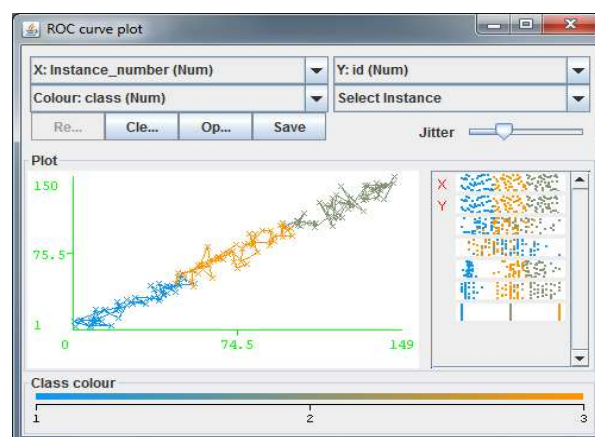 ROC curve plot
X: Instance_number (Num)
Y: id (Num)
Colour: class (Num)
Select Instance
Re...
Cle...
Op...
Save
Jitter
Plot
150
75.5
1
0
74.5
149
X
Y
Class colour
1
2
3